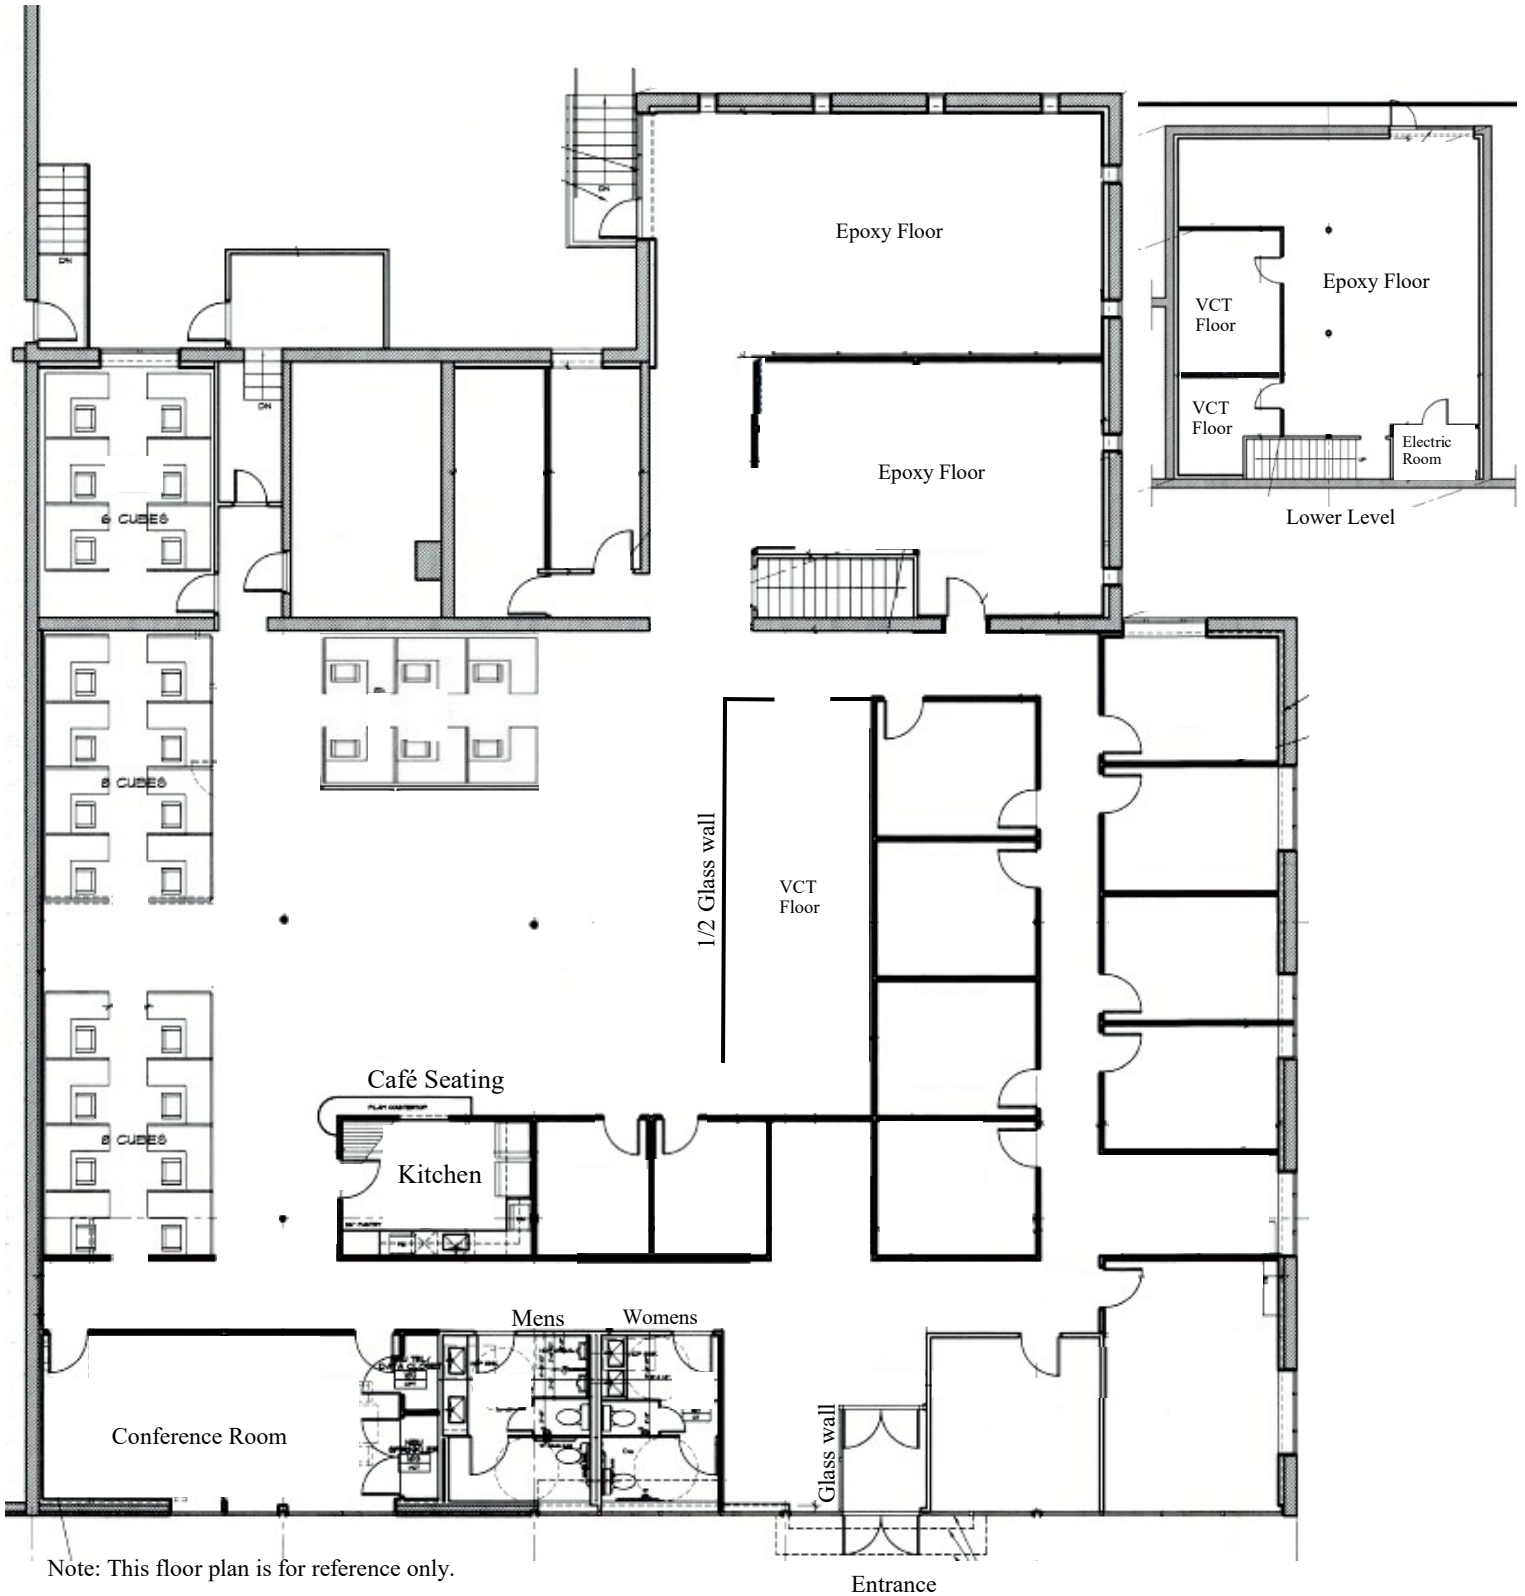 DN
Epoxy Floor
DN
DN
Epoxy Floor
VCT
Floor
VCT
Floor
Electric
Room
UP
Lower Level
Epoxy Floor
6 CUBES
8 CUBES
1/2 Glass wall
VCT
Floor
Café Seating
Kitchen
8 CUBES
Mens
Womens
Conference Room
Glass wall
Note: This floor plan is for reference only.
Entrance